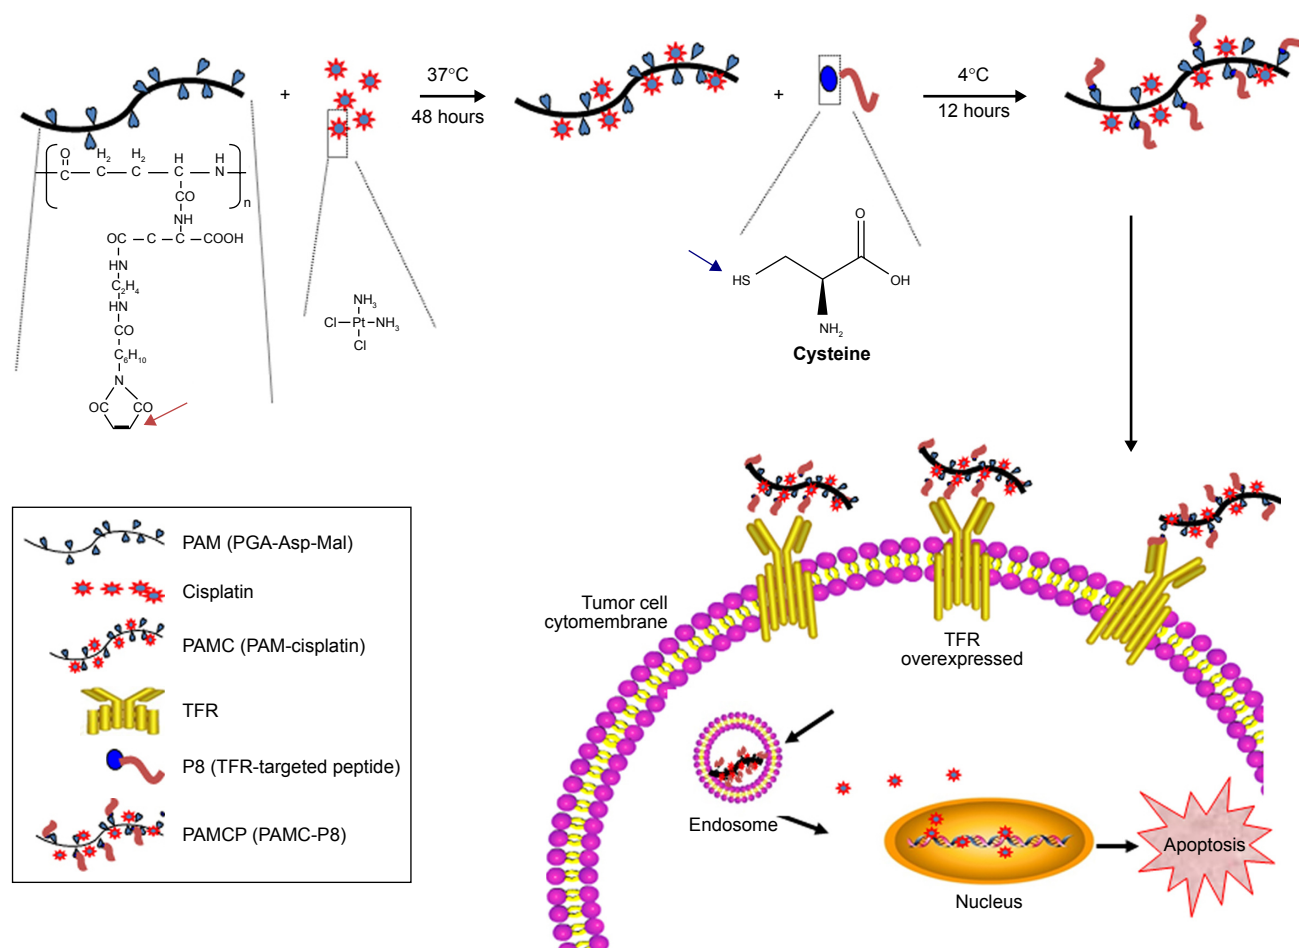 +
37°C
48 hours
+
4°C
12 hours
O
C
H₂
C
H₂
C
H
C
H
N
n
CO
NH
OC
C
COOH
HN
C₂H₄
HN
CO
C₆H₁₀
N
OC
CO
NH₃
Cl
Pt
NH₃
Cl
O
HS
OH
NH₂
Cysteine
PAM (PGA-Asp-Mal)
Cisplatin
PAMC (PAM-cisplatin)
TFR
P8 (TFR-targeted peptide)
PAMCP (PAMC-P8)
Tumor cell
cytomembrane
TFR
overexpressed
Endosome
Nucleus
Apoptosis